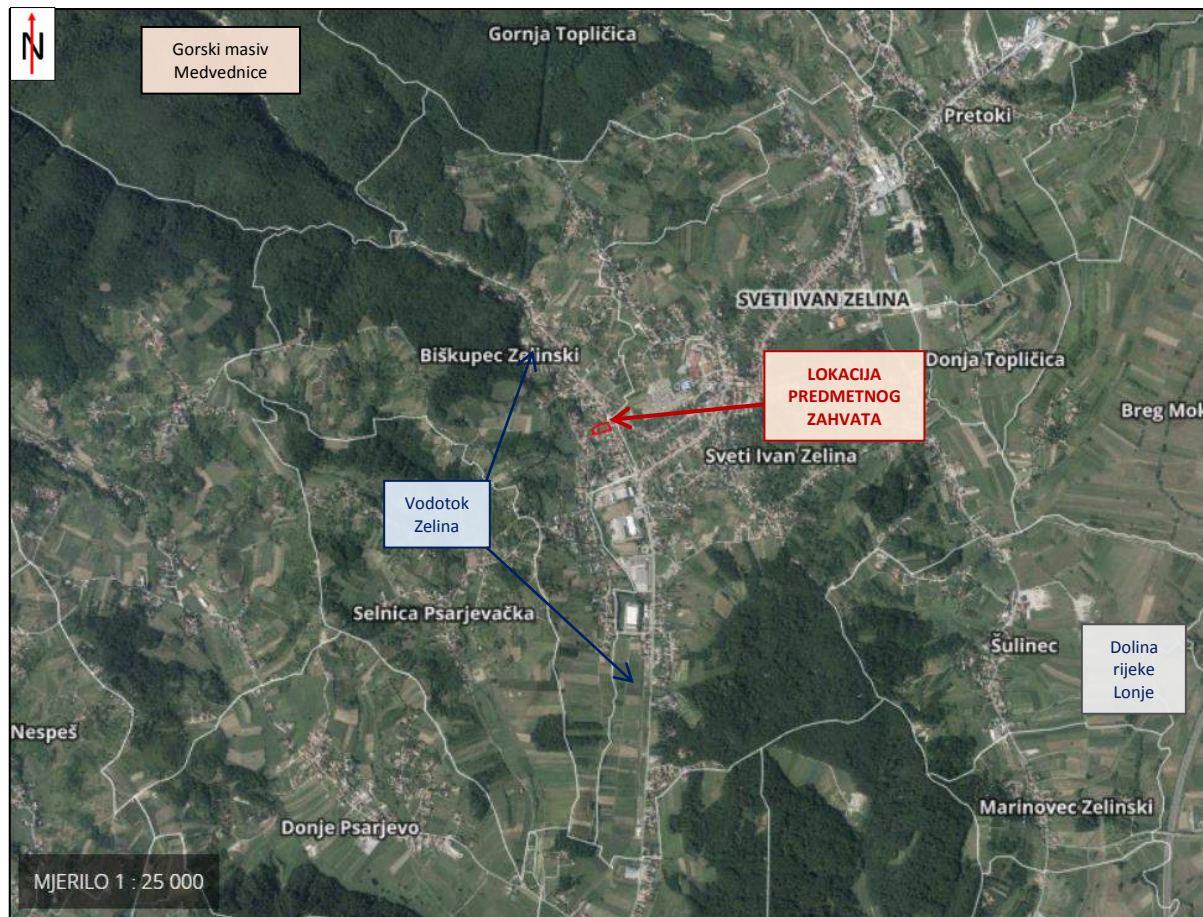 N
Gorski masiv
Medvednice
Gornja Topličica
Pretoki
SVETI IVAN ZELINA
Biškupec Zelinski
Donja Topličica
LOKACIJA
PREDMETNOG
ZAHVATA
Breg Mok
Sveti Ivan Zelina
Vodotok
Zelina
Selnica Psarjevačka
Šulinec
Dolina
rijeke
Lonje
Nespeš
Marinovec Zelinski
Donje Psarjevo
MJERILO 1 : 25 000